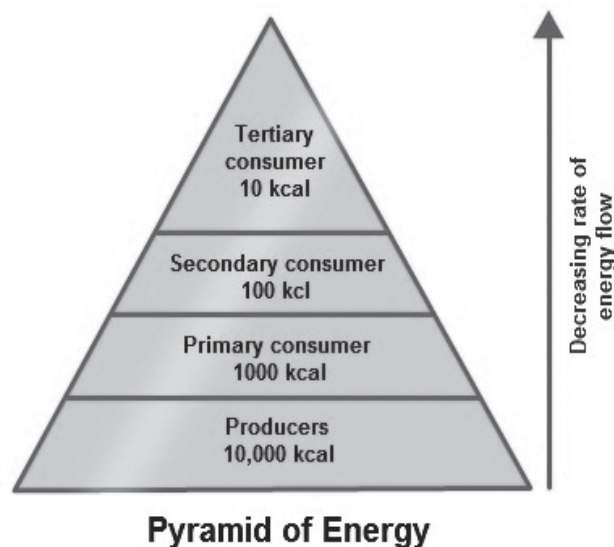 Tertiary
consumer
10 kcal
Secondary consumer
100 kcl
Primary consumer
1000 kcal
Producers
10,000 kcal
Decreasing rate of
energy flow
Pyramid of Energy